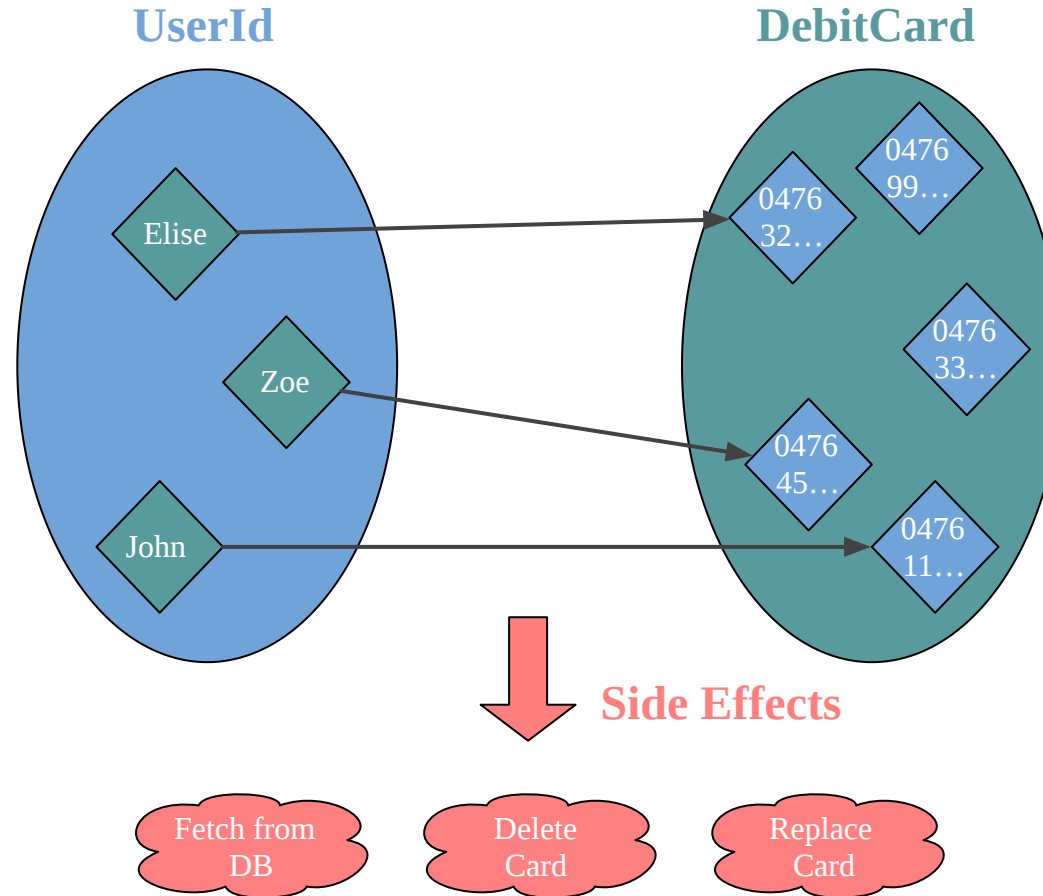 UserId
DebitCard
Elise
Zoe
John
0476
99…
0476
32…
0476
33…
0476
45…
0476
11…
Side Effects
Fetch from
DB
Delete
Card
Replace
Card